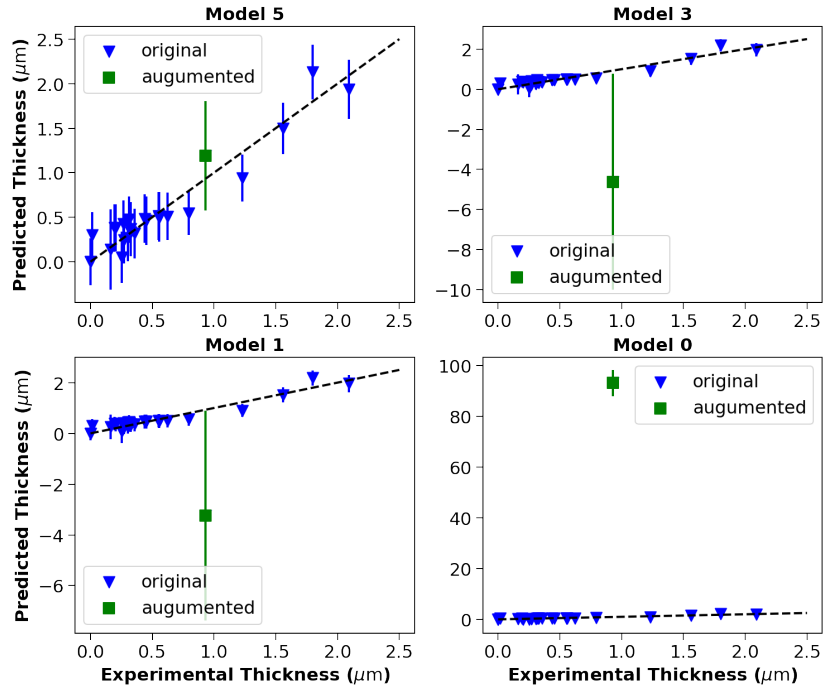 Model 5
Predicted Thickness (μm)
2.5
2.0
1.5
1.0
0.5
0.0
original
augumented
0.0 0.5 1.0 1.5 2.0 2.5
Model 3
2
0
−2
−4
−6
−8
−10
original
augumented
0.0 0.5 1.0 1.5 2.0 2.5
Model 1
Predicted Thickness (μm)
2
0
−2
−4
−6
original
augumented
0.0 0.5 1.0 1.5 2.0 2.5
Experimental Thickness (μm)
Model 0
100
80
60
40
20
0
original
augumented
0.0 0.5 1.0 1.5 2.0 2.5
Experimental Thickness (μm)